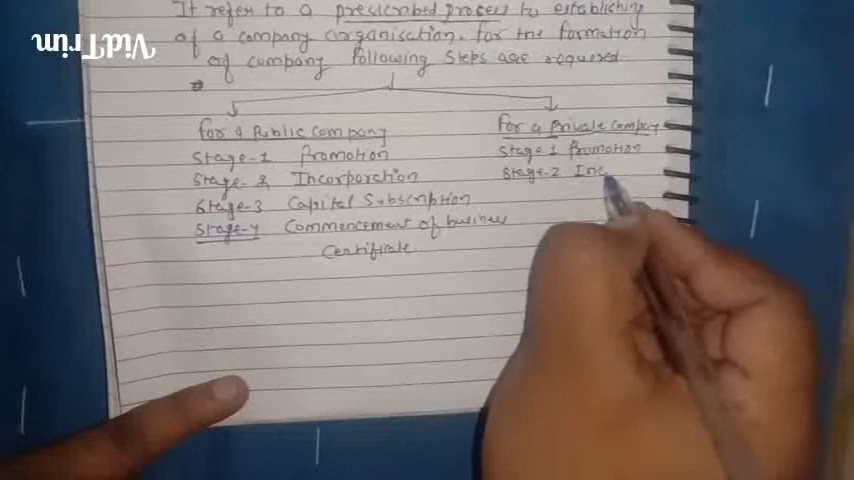 VidTrim
It refer to a prescribed process to establishing
of a company organisation. for the formation
of company following steps are required
for a Public Company
for a Private Company
Stage-1 Promotion
Stage-1 Promotion
Stage-2 Incorporction
Stage-2 Inc
Stage-3 Capital Subscription
Stage-4 Commencement of business
Certificate